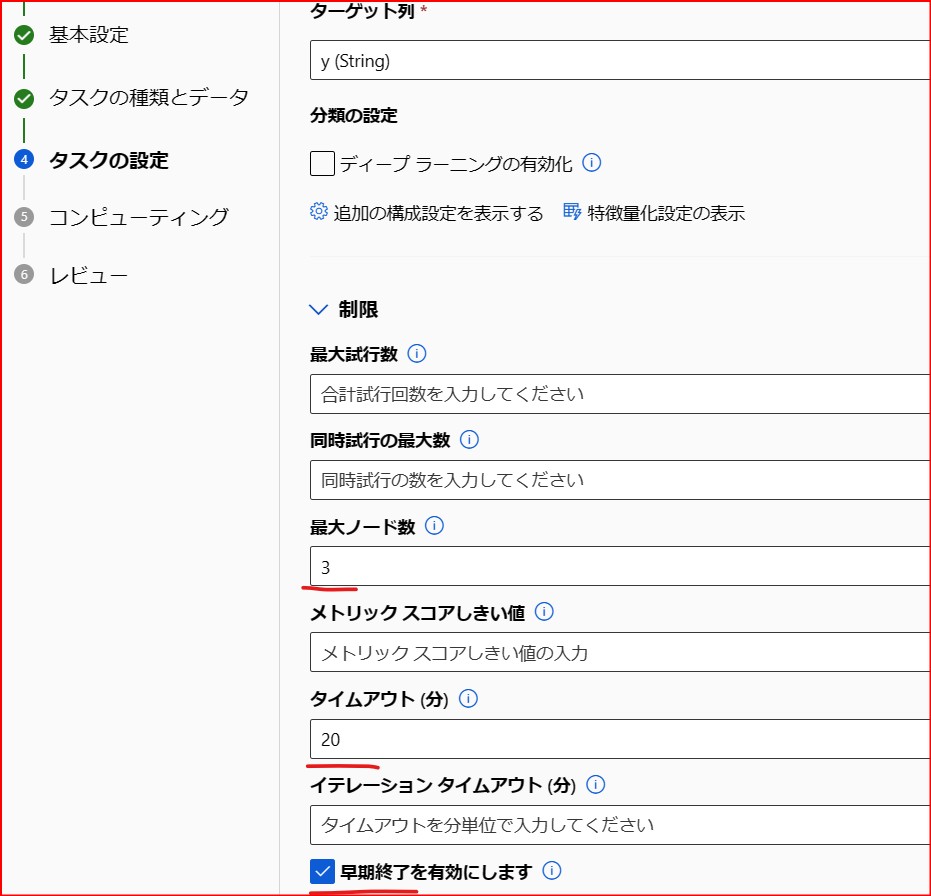 ターゲット列 *
基本設定
y (String)
タスクの種類とデータ
分類の設定
4 タスクの設定
ディープ ラーニングの有効化
5 コンピューティング
追加の構成設定を表示する 特徴量化設定の表示
6 レビュー
制限
最大試行数
合計試行回数を入力してください
同時試行の最大数
同時試行の数を入力してください
最大ノード数
3
メトリック スコアしきい値
メトリック スコアしきい値の入力
タイムアウト (分)
20
イテレーション タイムアウト (分)
タイムアウトを分単位で入力してください
早期終了を有効にします